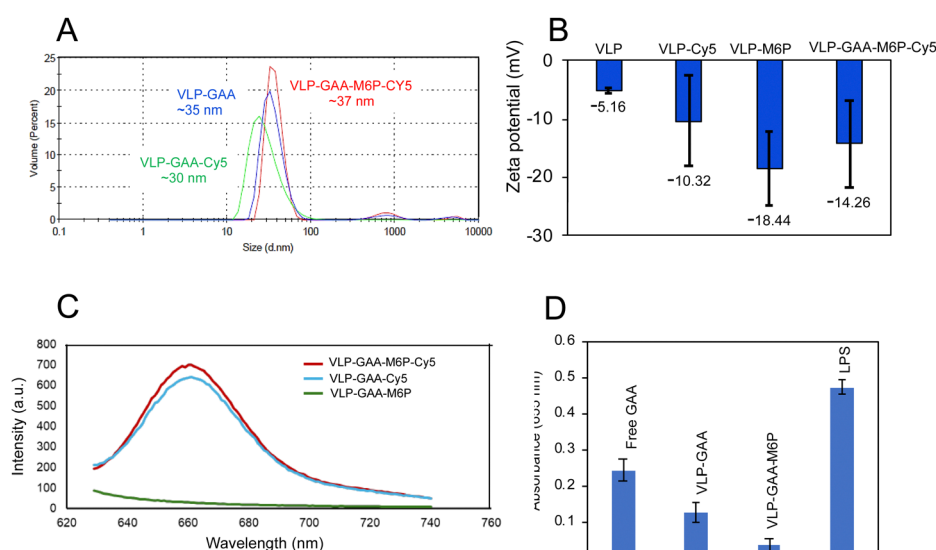 A
25
20
15
10
5
0
Volume (Percent)
0.1
1
10
100
1000
10000
Size (d.nm)
VLP-GAA
~35 nm
VLP-GAA-M6P-CY5
~37 nm
VLP-GAA-Cy5
~30 nm
B
VLP
VLP-Cy5
VLP-M6P
VLP-GAA-M6P-Cy5
Zeta potential (mV)
0
-10
-20
-30
−5.16
−10.32
−18.44
−14.26
C
800
700
600
500
400
300
200
100
0
Intensity (a.u.)
620
640
660
680
700
720
740
760
Wavelength (nm)
VLP-GAA-M6P-Cy5
VLP-GAA-Cy5
VLP-GAA-M6P
D
0.6
0.5
0.4
0.3
0.2
0.1
Free GAA
VLP-GAA
VLP-GAA-M6P
LPS